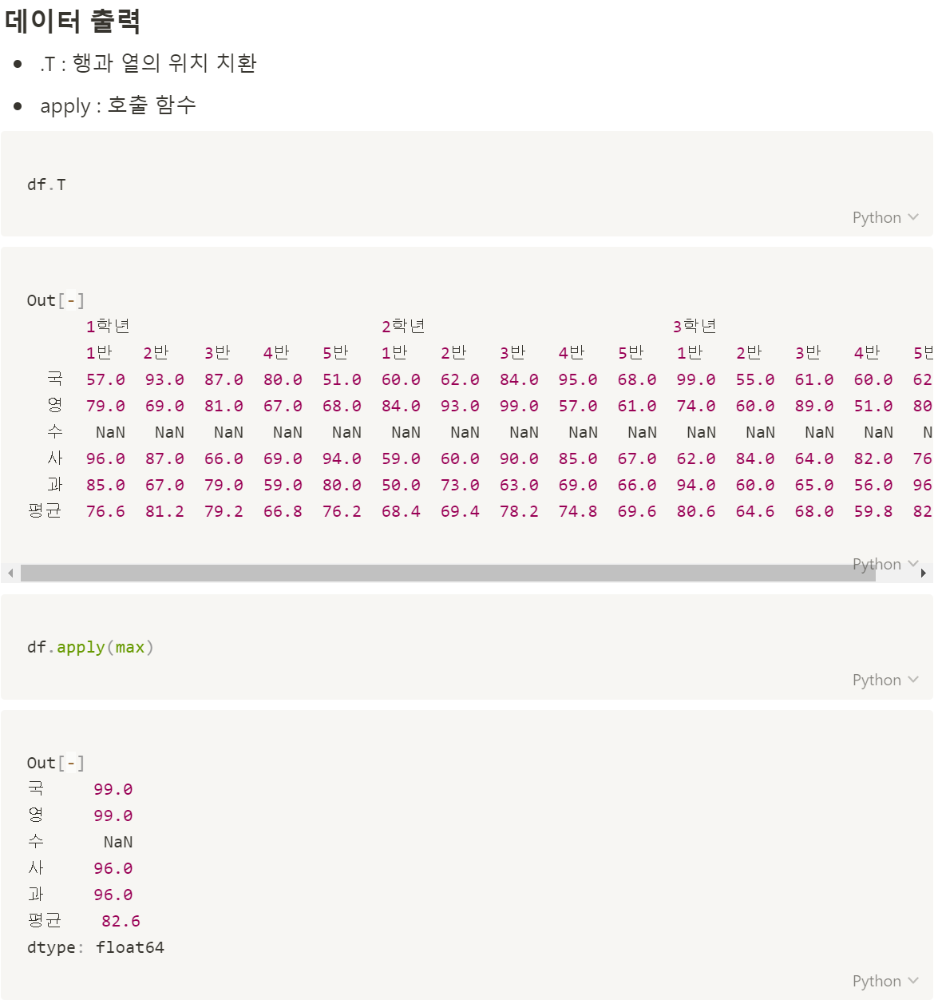 데이터 출력
• .T : 행과 열의 위치 치환
• apply : 호출 함수
df.T
Python
Out[-]
1학년 2학년 3학년
1반 2반 3반 4반 5반 1반 2반 3반 4반 5반 1반 2반 3반 4반 5반
국 57.0 93.0 87.0 80.0 51.0 60.0 62.0 84.0 95.0 68.0 99.0 55.0 61.0 60.0 62
영 79.0 69.0 81.0 67.0 68.0 84.0 93.0 99.0 57.0 61.0 74.0 60.0 89.0 51.0 80
수 NaN NaN NaN NaN NaN NaN NaN NaN NaN NaN NaN NaN NaN NaN N
사 96.0 87.0 66.0 69.0 94.0 59.0 60.0 90.0 85.0 67.0 62.0 84.0 64.0 82.0 76
과 85.0 67.0 79.0 59.0 80.0 50.0 73.0 63.0 69.0 66.0 94.0 60.0 65.0 56.0 96
평균 76.6 81.2 79.2 66.8 76.2 68.4 69.4 78.2 74.8 69.6 80.6 64.6 68.0 59.8 82
Python
df.apply(max)
Python
Out[-]
국 99.0
영 99.0
수 NaN
사 96.0
과 96.0
평균 82.6
dtype: float64
Python